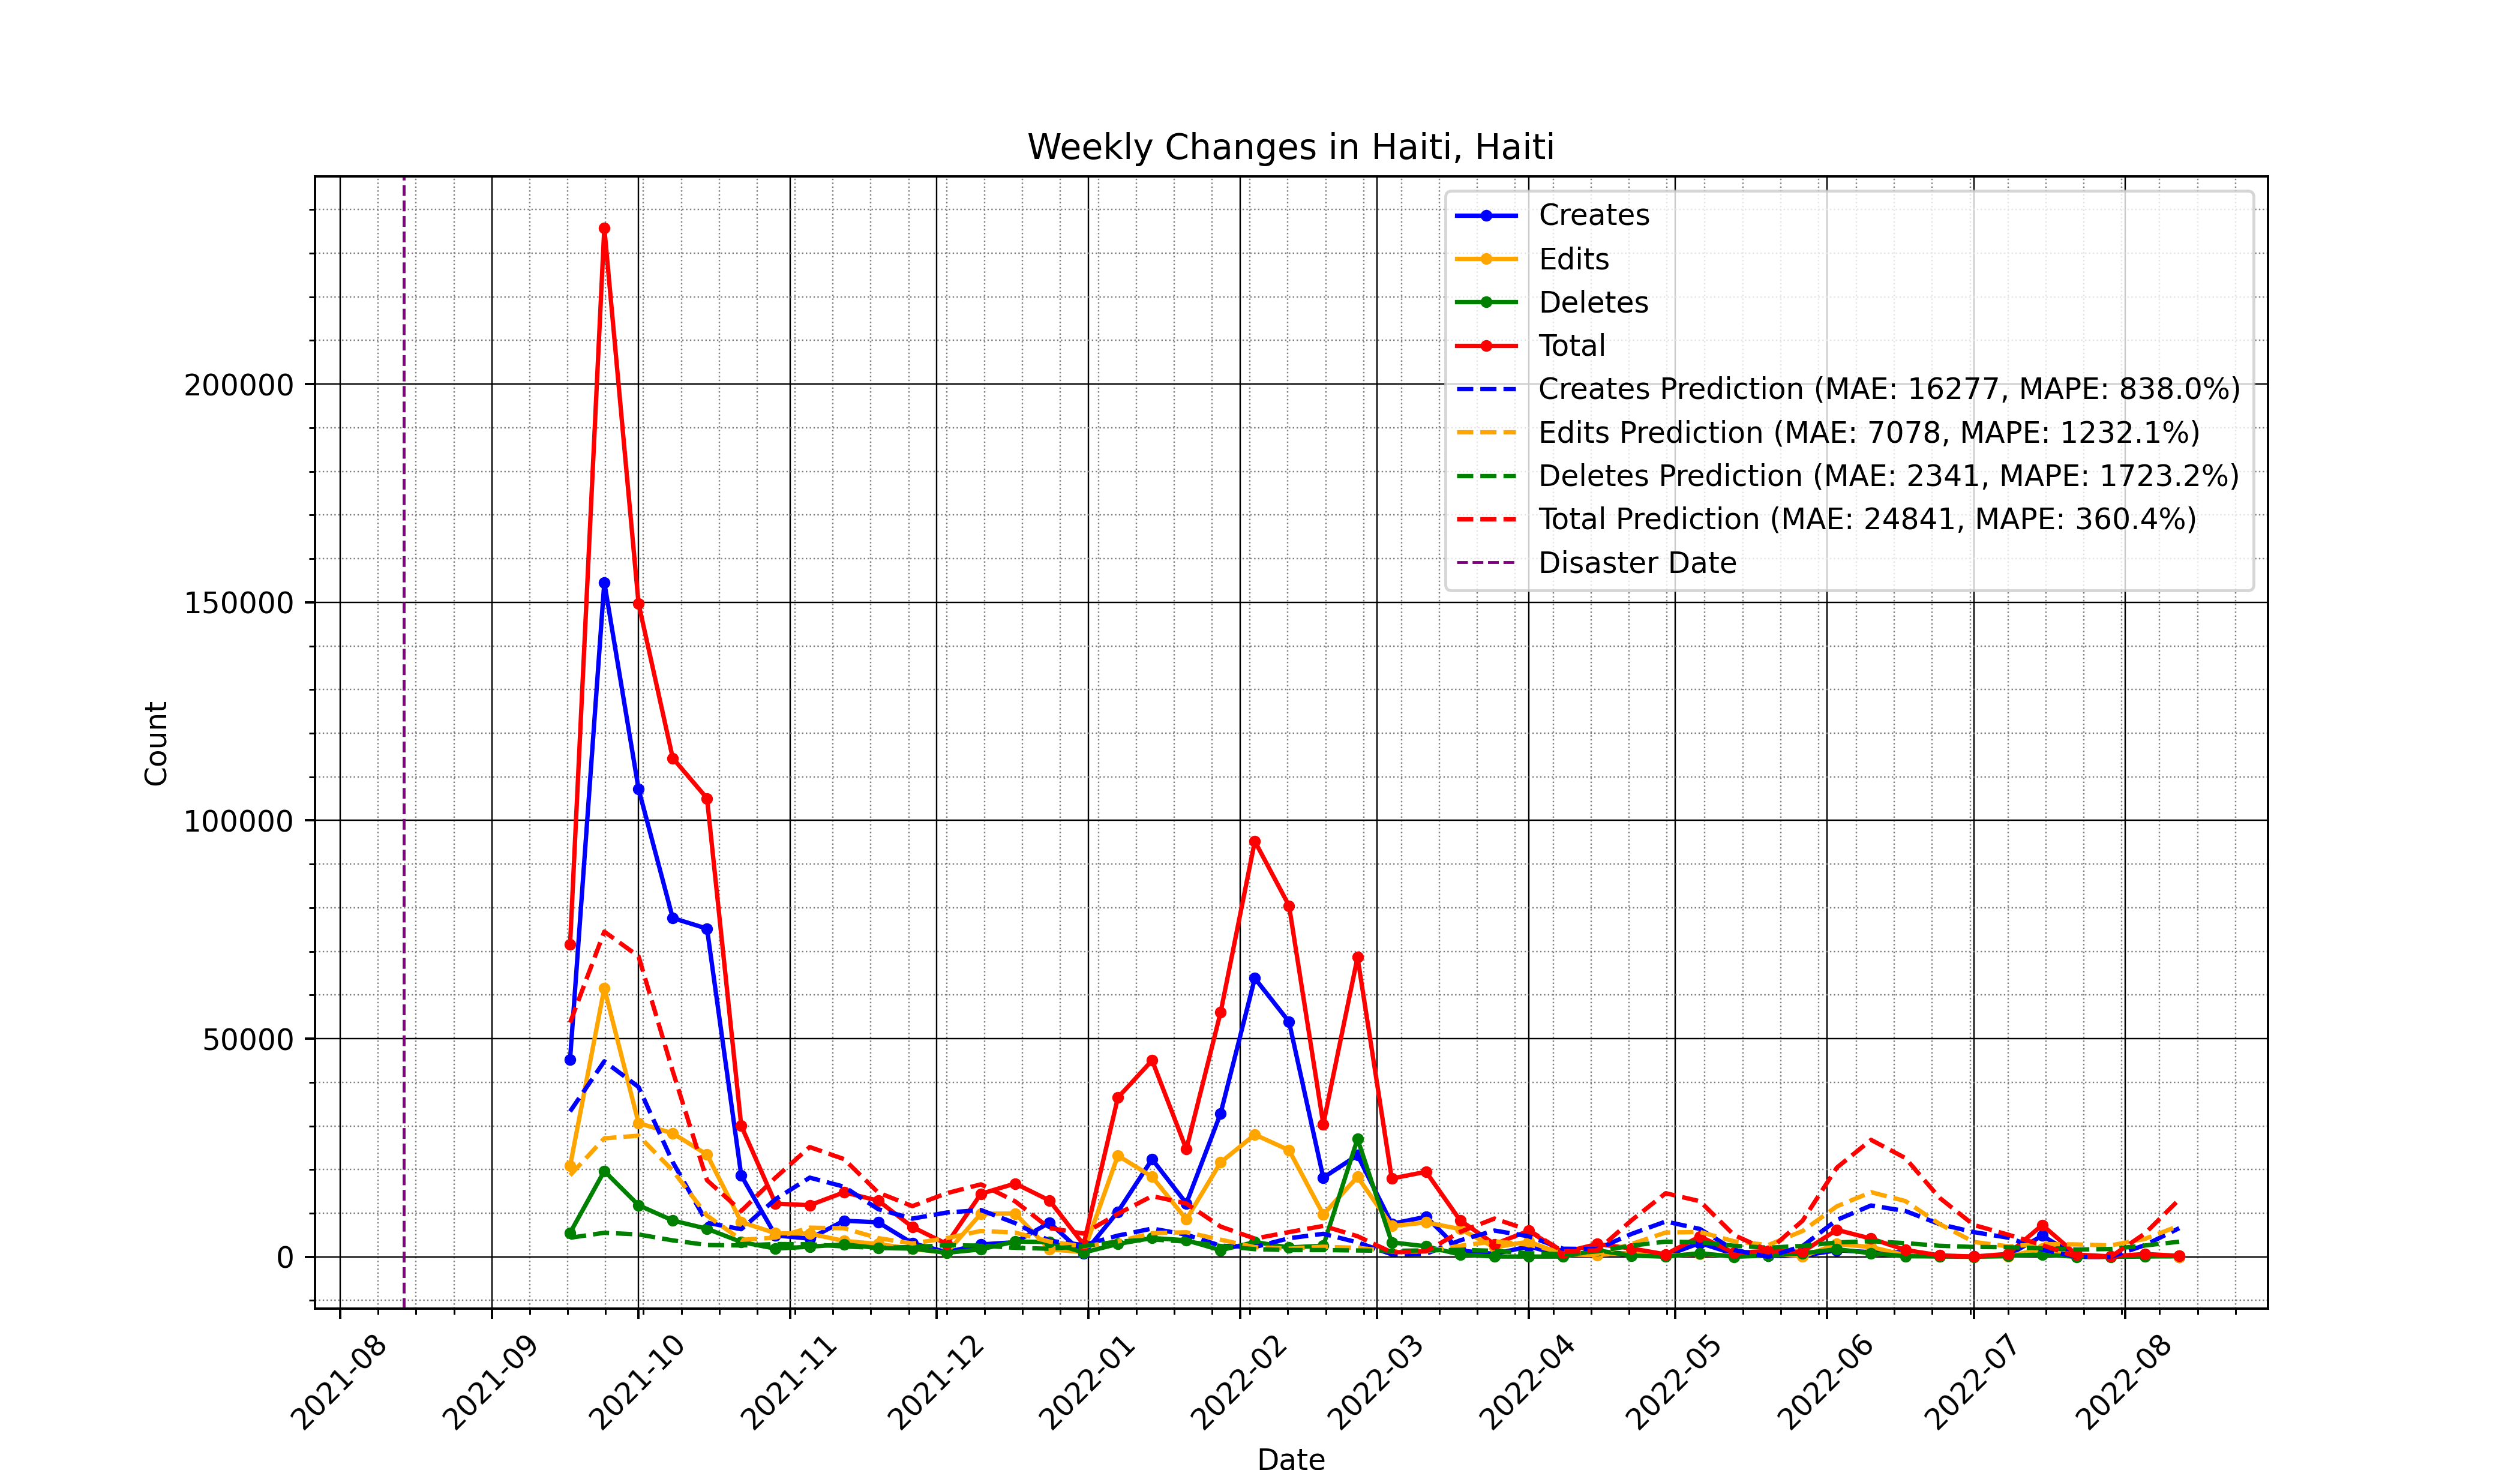 Weekly Changes in Haiti, Haiti
Creates
Edits
Deletes
Total
Creates Prediction (MAE: 16277, MAPE: 838.0%)
Edits Prediction (MAE: 7078, MAPE: 1232.1%)
Deletes Prediction (MAE: 2341, MAPE: 1723.2%)
Total Prediction (MAE: 24841, MAPE: 360.4%)
Disaster Date
Count
200000
150000
100000
50000
0
2021-08
2021-09
2021-10
2021-11
2021-12
2022-01
2022-02
2022-03
2022-04
2022-05
2022-06
2022-07
2022-08
Date